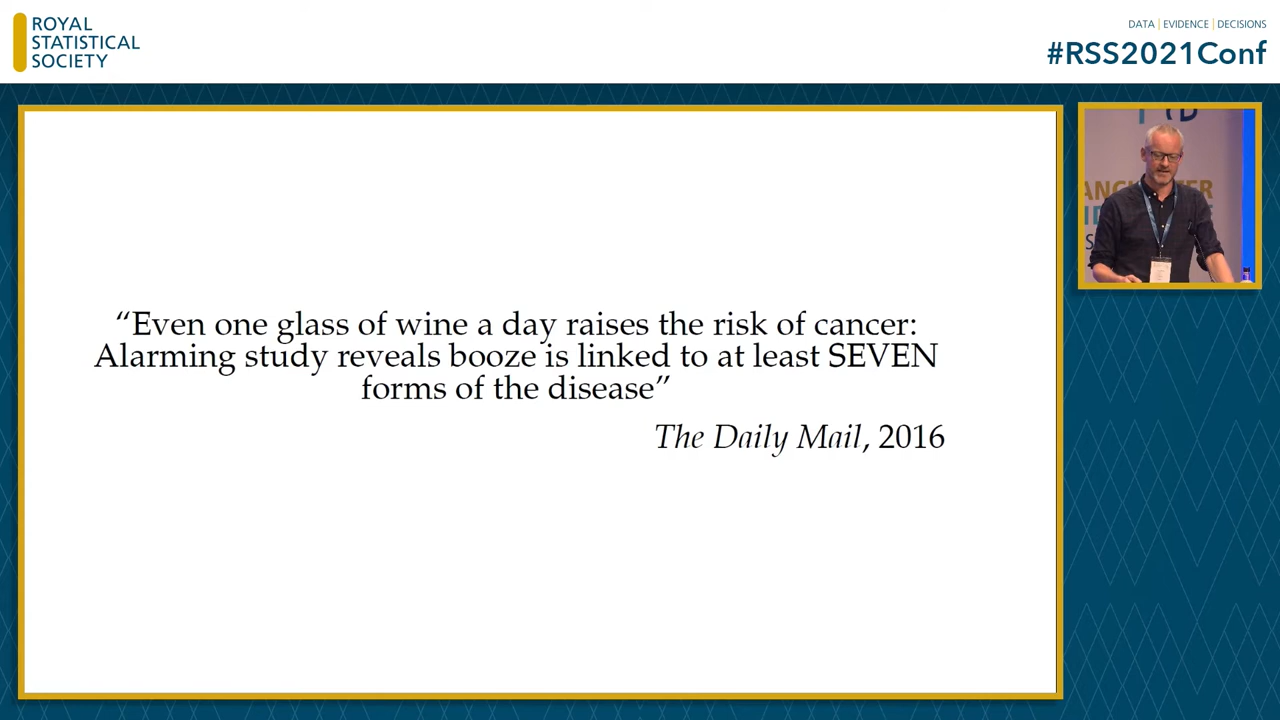 ROYAL
STATISTICAL
SOCIETY
DATA | EVIDENCE | DECISIONS
#RSS2021Conf
“Even one glass of wine a day raises the risk of cancer:
Alarming study reveals booze is linked to at least SEVEN
forms of the disease”
The Daily Mail, 2016